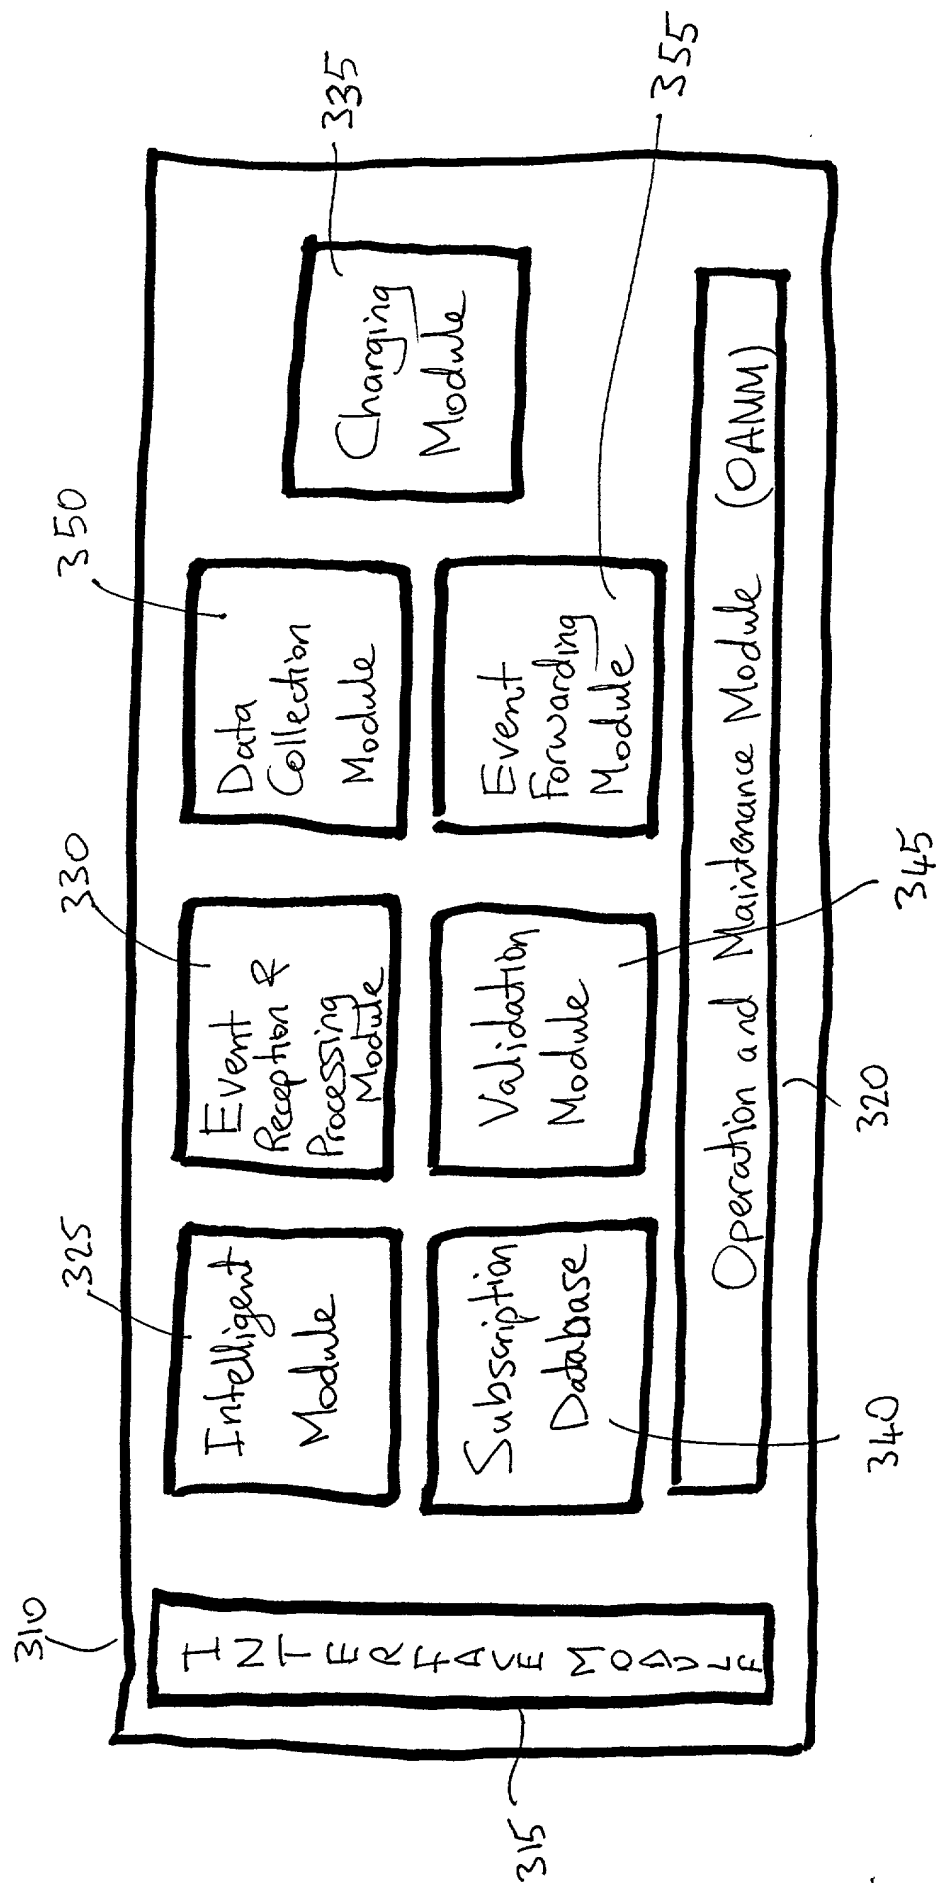 310
325
330
350
335
INTERFACE MODULE
Intelligent
Module
Event
Reception &
Processing
Module
Data
Collection
Module
Charging
Module
Subscription
Database
Validation
Module
Event
Forwarding
Module
Operation and Maintenance Module (OAMM)
315
340
320
345
355